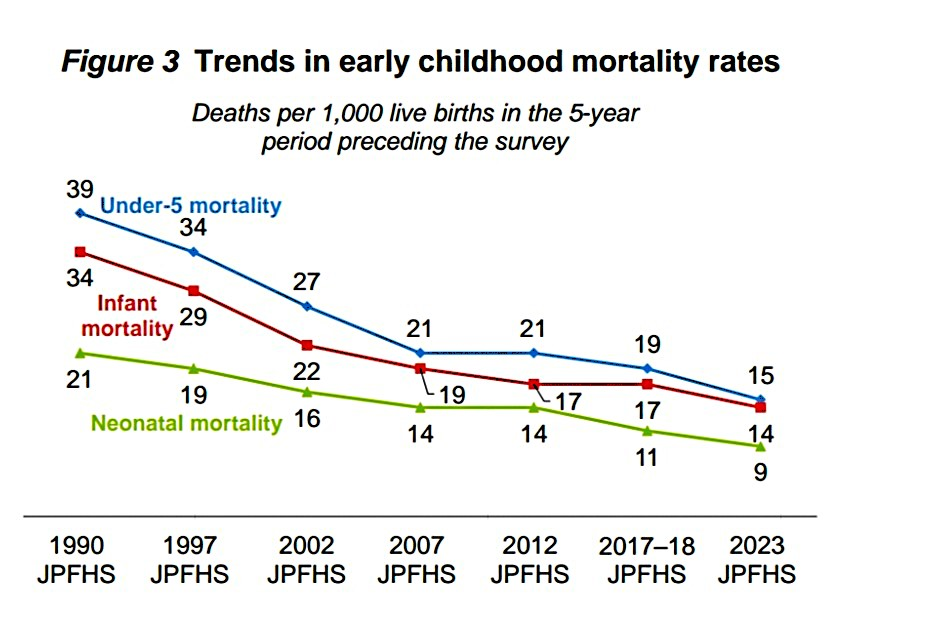 Figure 3 Trends in early childhood mortality rates
Deaths per 1,000 live births in the 5-year
period preceding the survey
39
Under-5 mortality
34
27
21
21
19
15
34
Infant
mortality
29
22
19
17
17
14
21
19
Neonatal mortality
16
14
14
11
9
1990
JPFHS
1997
JPFHS
2002
JPFHS
2007
JPFHS
2012
JPFHS
2017–18
JPFHS
2023
JPFHS